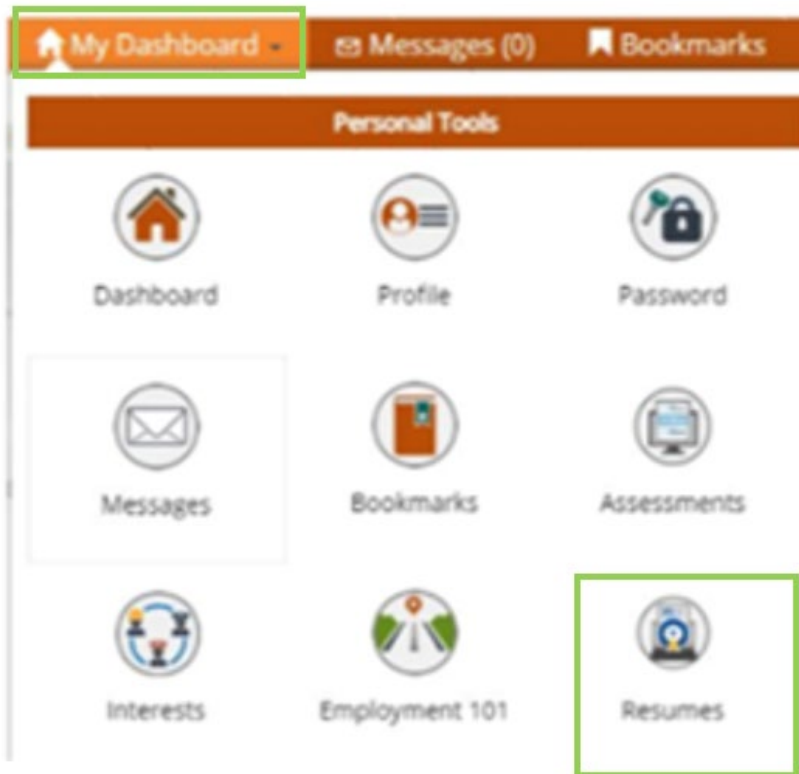 My Dashboard Messages (0) Bookmarks
Personal Tools
Dashboard Profile Password
Messages Bookmarks Assessments
Interests Employment 101 Resumes